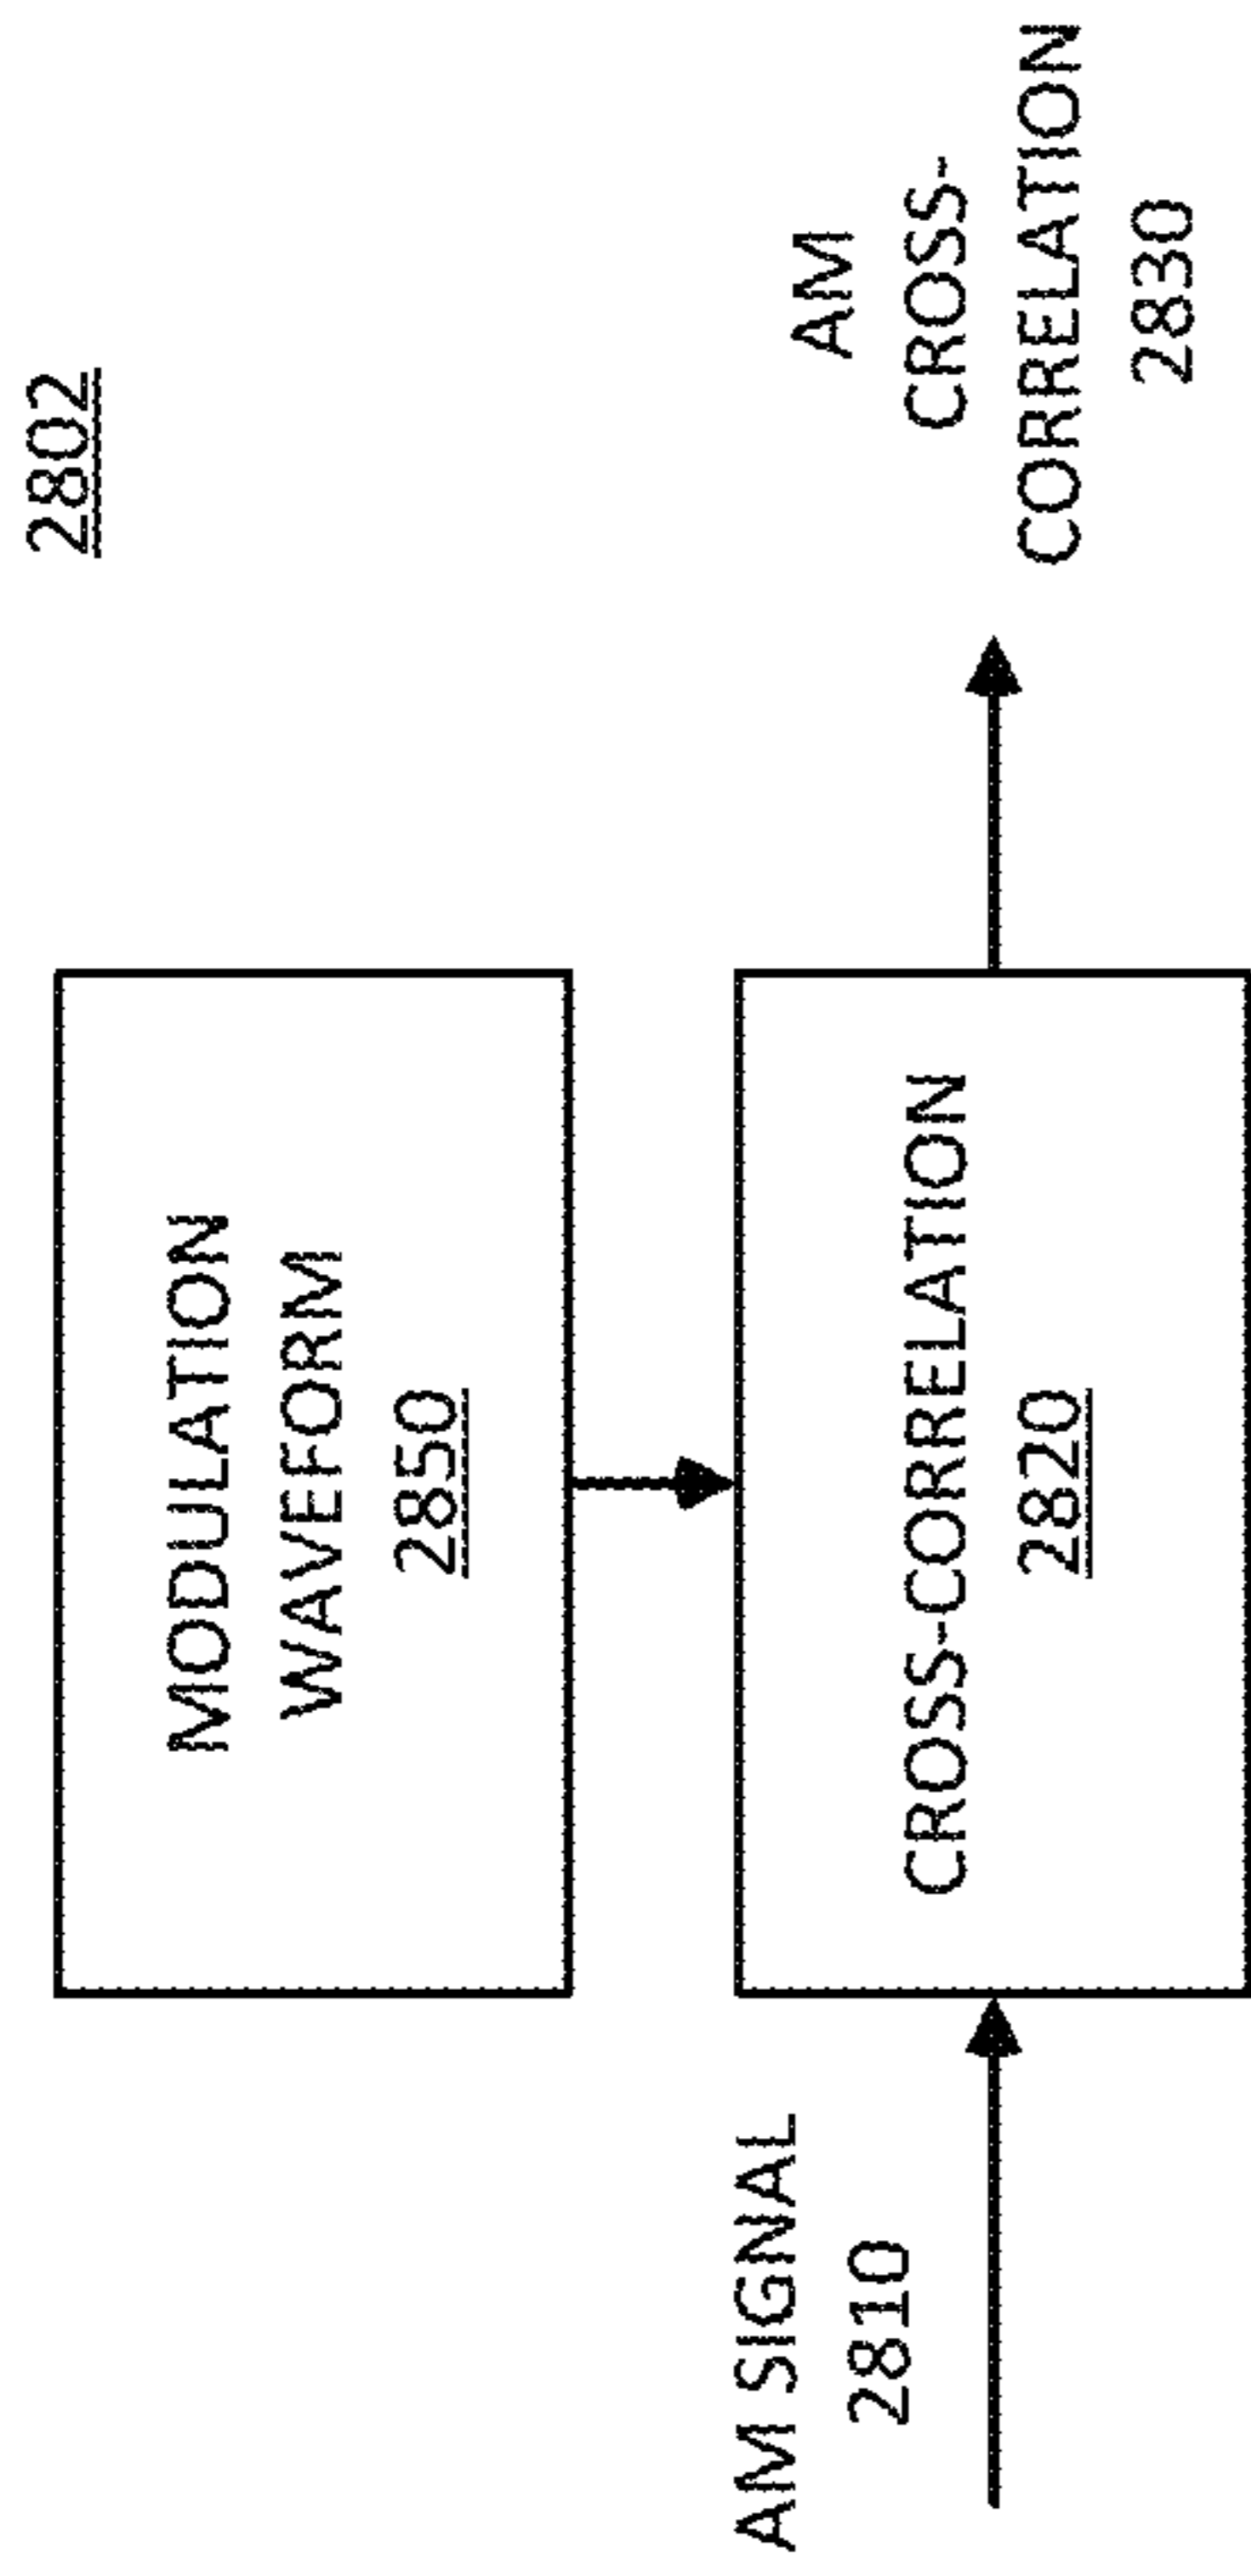 2802
MODULATION
WAVEFORM
2850
AM SIGNAL
2810
CROSS-CORRELATION
2820
AM
CROSS-
CORRELATION
2830